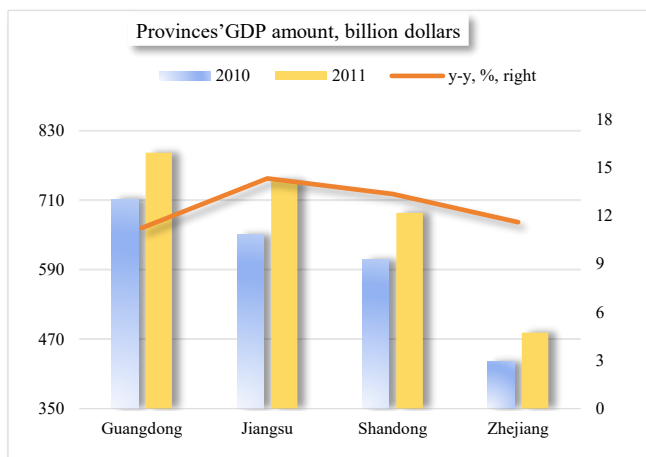 Provinces’GDP amount, billion dollars
2010 2011 y-y, %, right
830 18
710 15
590 12
470 9
350 6
3
0
Guangdong Jiangsu Shandong Zhejiang